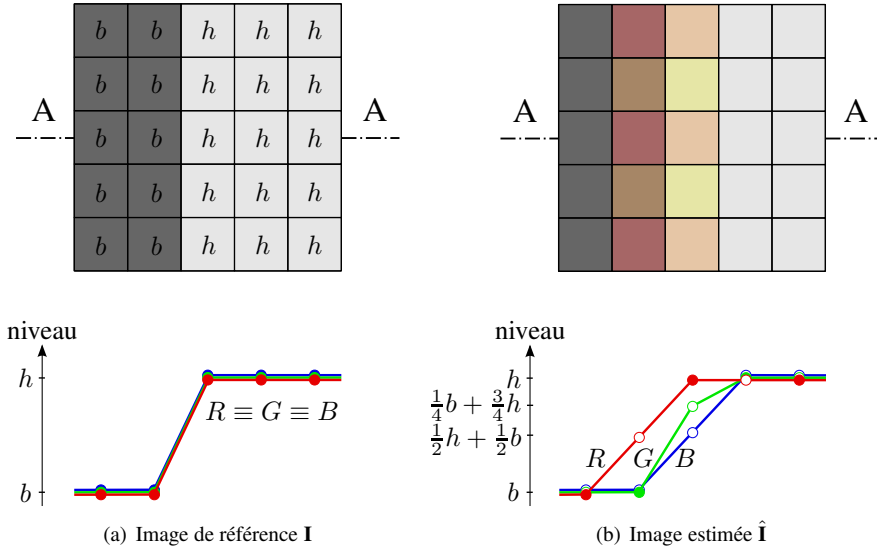 b b h h h
b b h h h
A b b h h h A
b b h h h
b b h h h
A A
niveau
h
R ≡ G ≡ B
b
(a) Image de référence I
niveau
h
1/4b + 3/4h
1/2h + 1/2b
R G B
b
(b) Image estimée Î